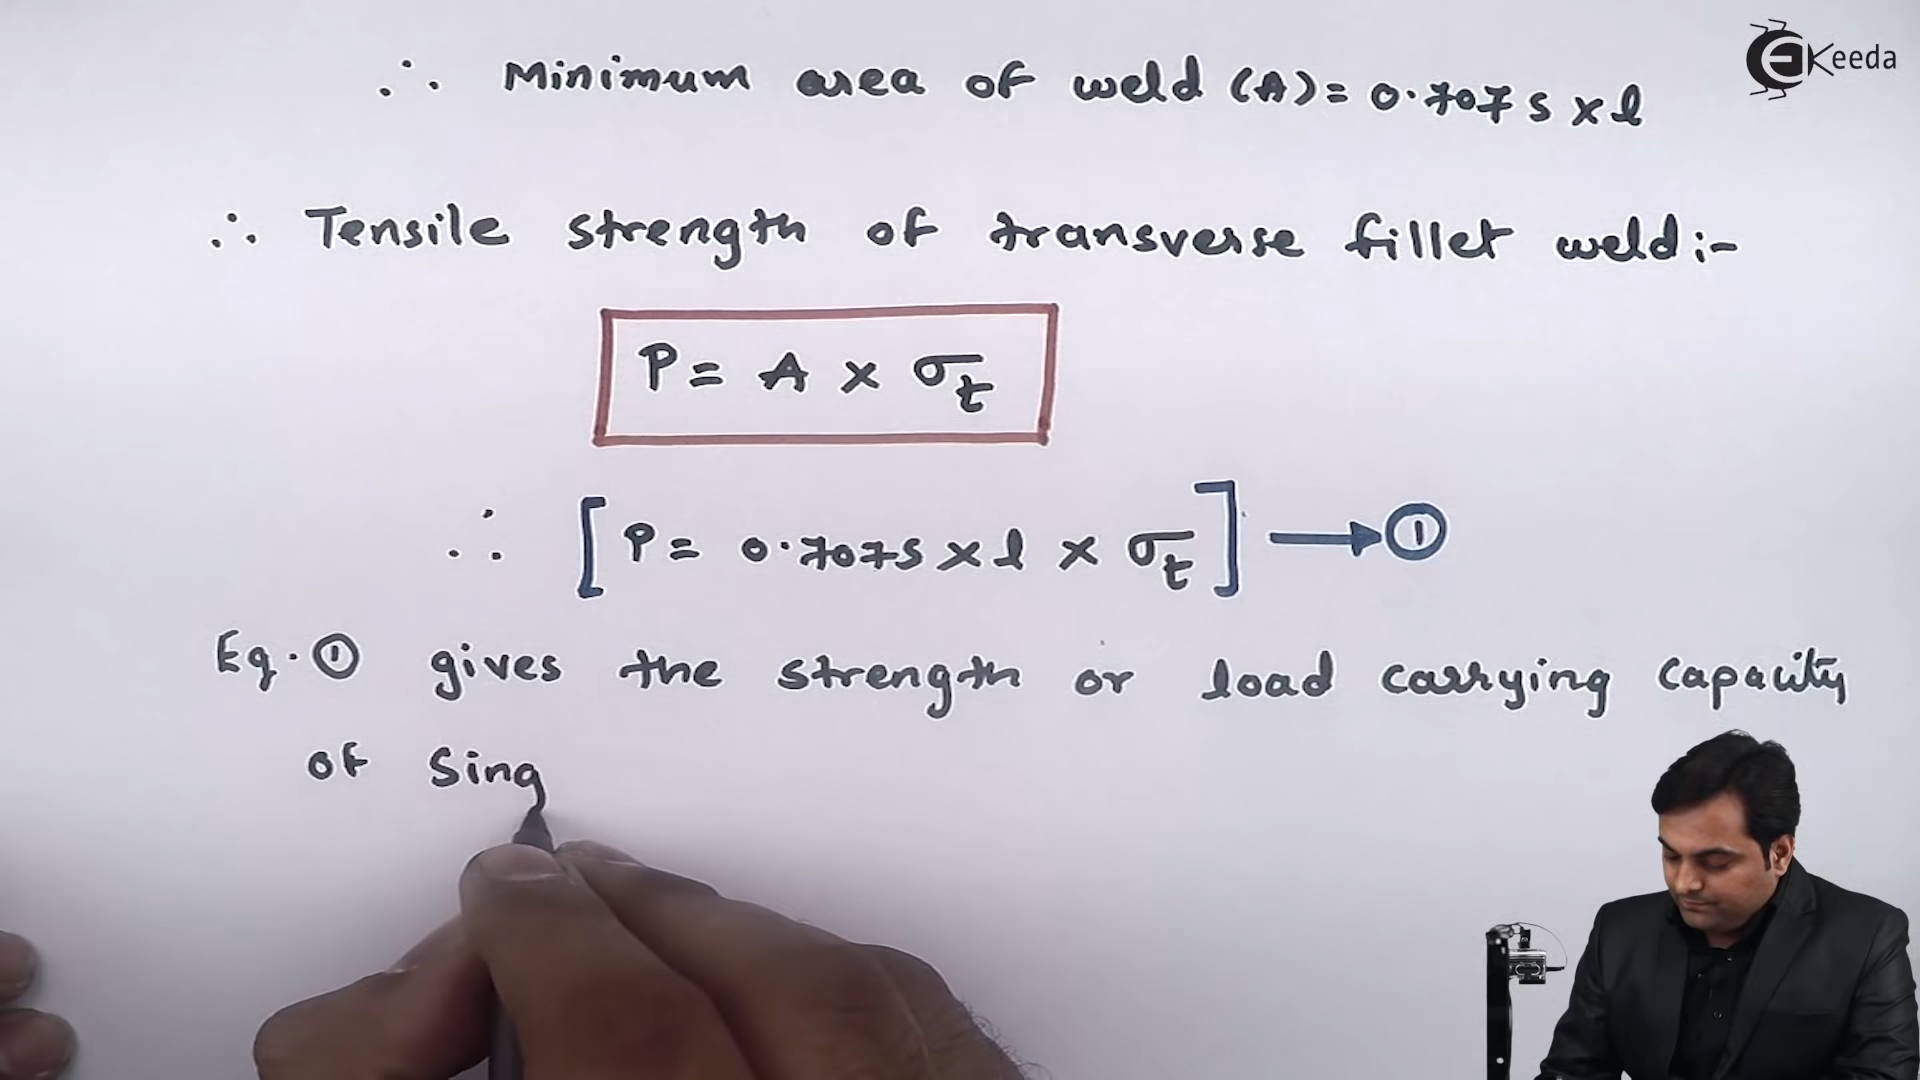 EKeeda
∴ Minimum area of weld (A) = 0.707 s x l
∴ Tensile strength of transverse fillet weld :-
P = A x σt
∴ [P = 0.707 s x l x σt] → ①
Eq. ① gives the strength or load carrying capacity
of Sing